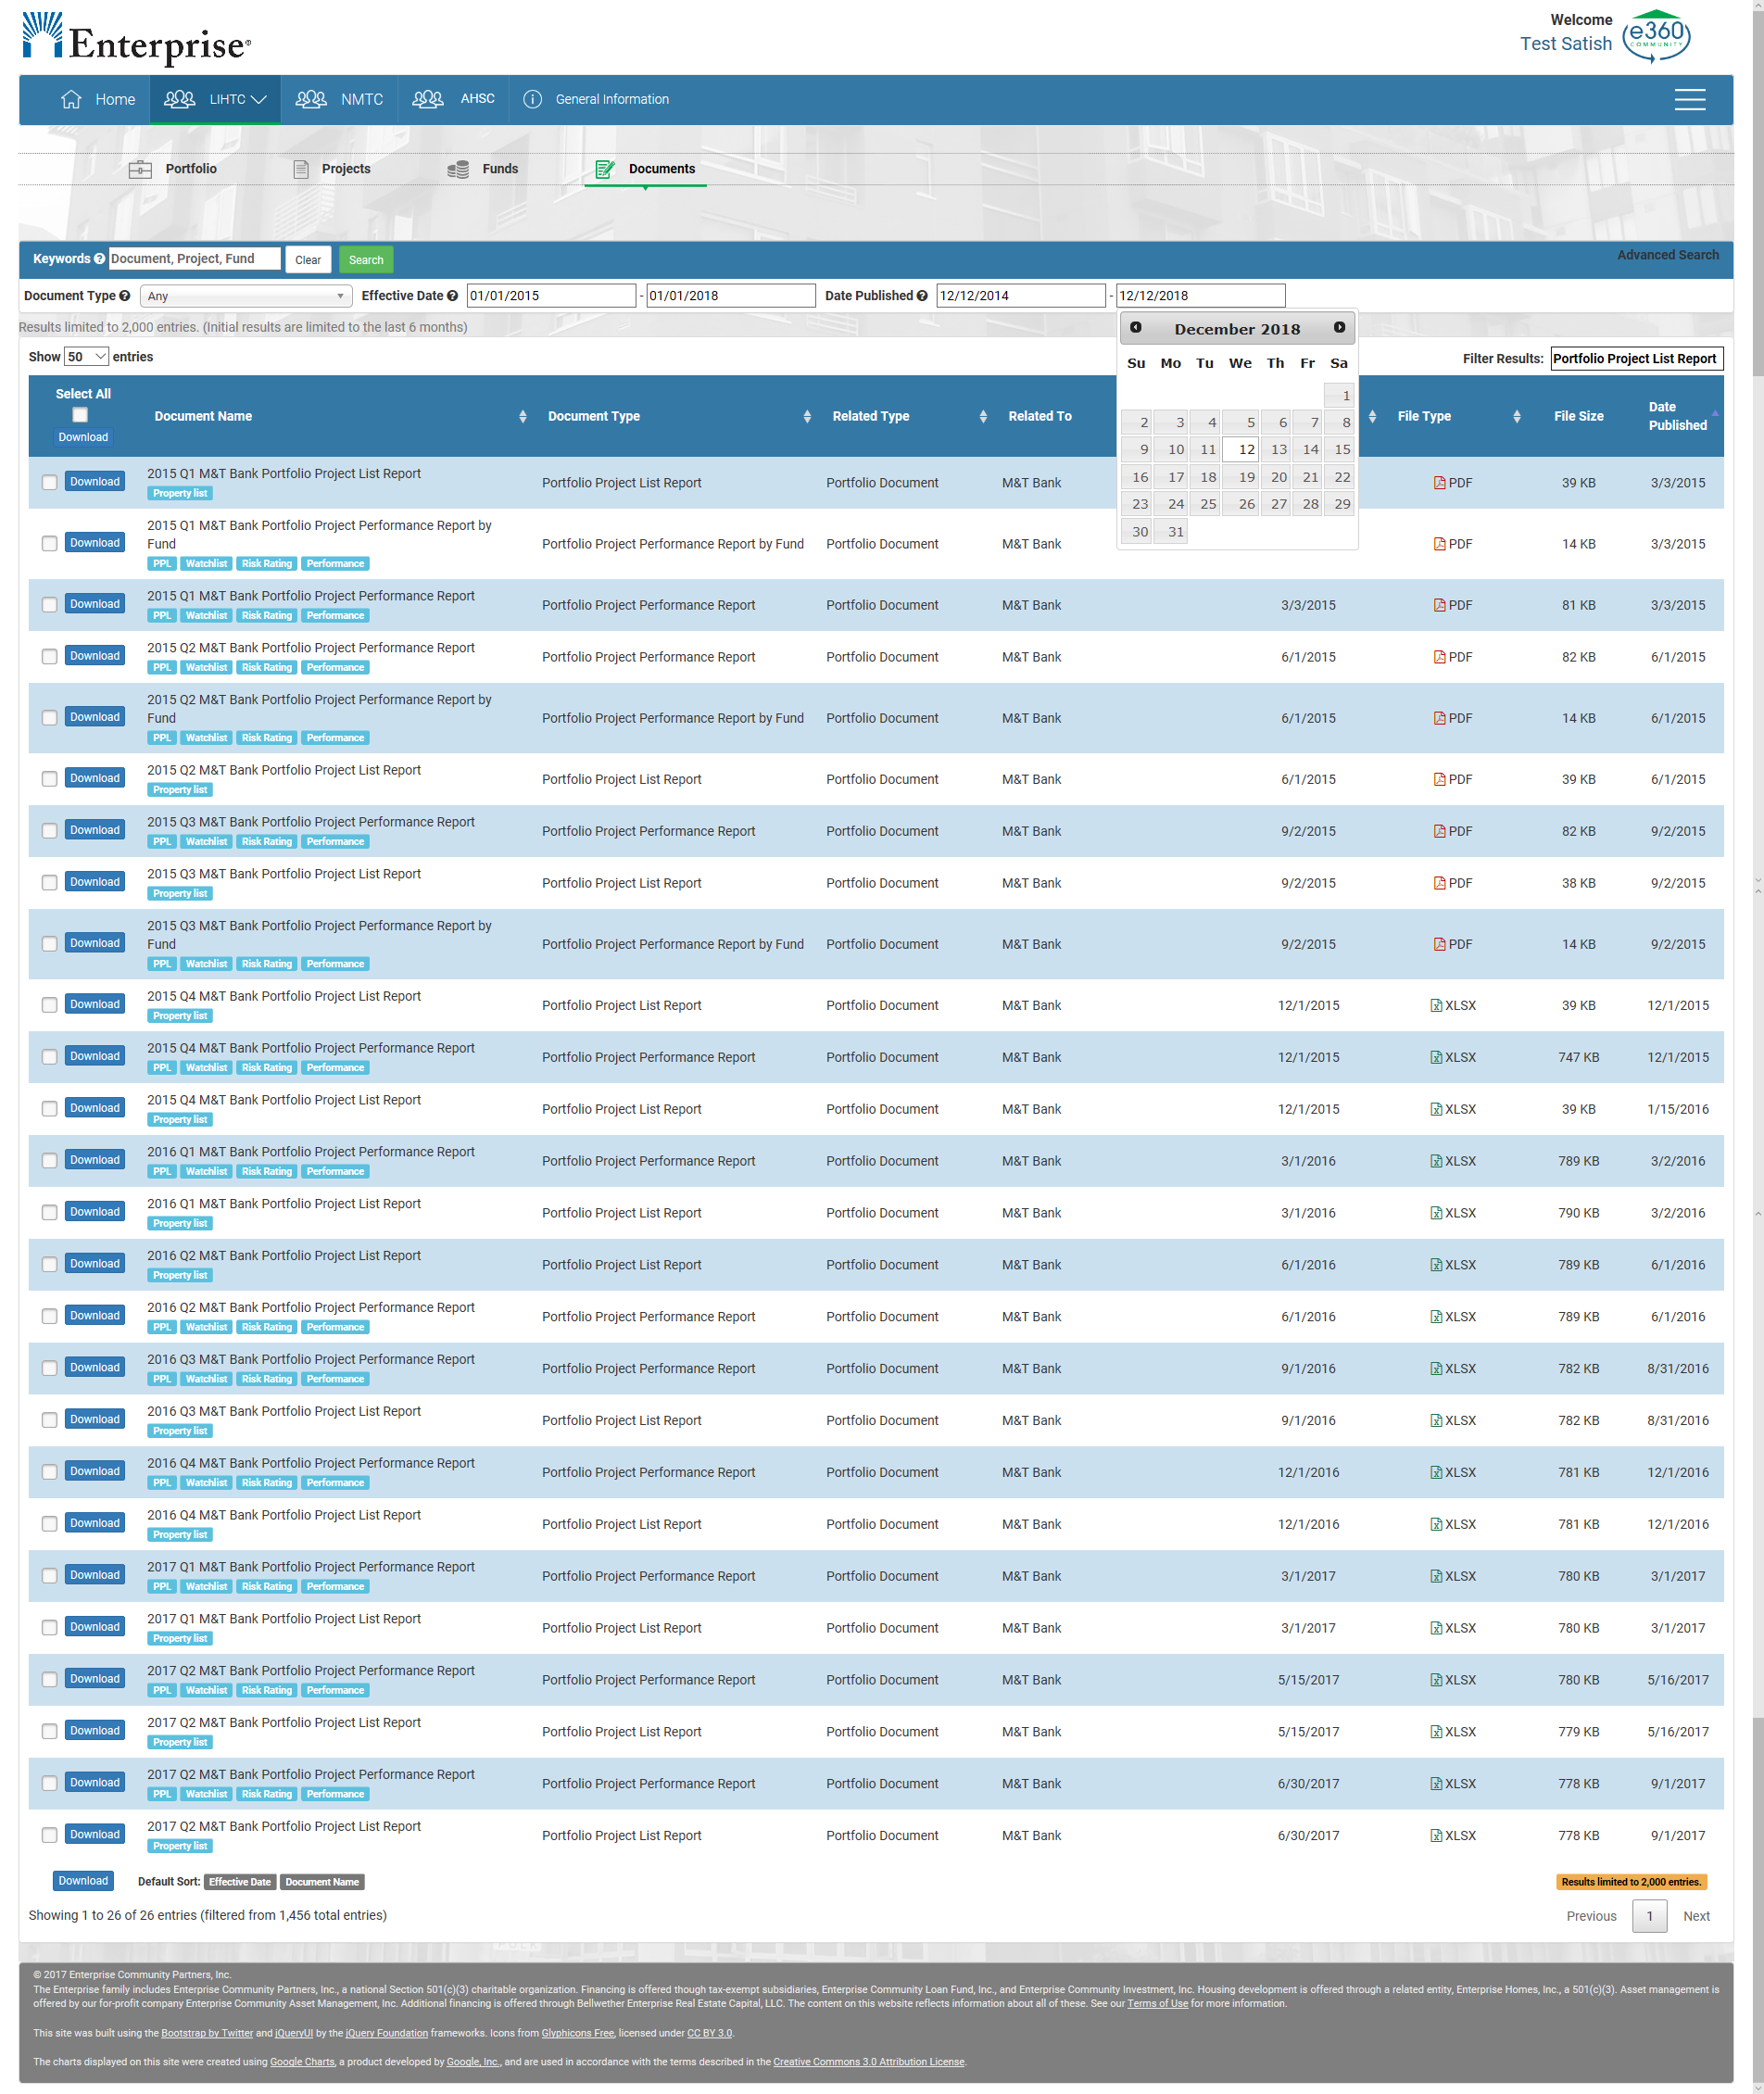 Enterprise®
Welcome
Test Satish
e360
COMMUNITY
Home LIHTC NMTC AHSC General Information
Portfolio Projects Funds Documents
Keywords Document, Project, Fund Clear Search Advanced Search
Document Type Any Effective Date 01/01/2015 - 01/01/2018 Date Published 12/12/2014 - 12/12/2018
Results limited to 2,000 entries. (Initial results are limited to the last 6 months)
December 2018
Su Mo Tu We Th Fr Sa
1
2 3 4 5 6 7 8
9 10 11 12 13 14 15
16 17 18 19 20 21 22
23 24 25 26 27 28 29
30 31
Show 50 entries Filter Results: Portfolio Project List Report
Select All
Download
Document Name Document Type Related Type Related To File Type File Size Date Published
Download 2015 Q1 M&T Bank Portfolio Project List Report Portfolio Project List Report Portfolio Document M&T Bank PDF 39 KB 3/3/2015
Property list
Download 2015 Q1 M&T Bank Portfolio Project Performance Report by Fund Portfolio Project Performance Report by Fund Portfolio Document M&T Bank PDF 14 KB 3/3/2015
PPL Watchlist Risk Rating Performance
Download 2015 Q1 M&T Bank Portfolio Project Performance Report Portfolio Project Performance Report Portfolio Document M&T Bank 3/3/2015 PDF 81 KB 3/3/2015
PPL Watchlist Risk Rating Performance
Download 2015 Q2 M&T Bank Portfolio Project Performance Report Portfolio Project Performance Report Portfolio Document M&T Bank 6/1/2015 PDF 82 KB 6/1/2015
PPL Watchlist Risk Rating Performance
Download 2015 Q2 M&T Bank Portfolio Project Performance Report by Fund Portfolio Project Performance Report by Fund Portfolio Document M&T Bank 6/1/2015 PDF 14 KB 6/1/2015
PPL Watchlist Risk Rating Performance
Download 2015 Q2 M&T Bank Portfolio Project List Report Portfolio Project List Report Portfolio Document M&T Bank 6/1/2015 PDF 39 KB 6/1/2015
Property list
Download 2015 Q3 M&T Bank Portfolio Project Performance Report Portfolio Project Performance Report Portfolio Document M&T Bank 9/2/2015 PDF 82 KB 9/2/2015
PPL Watchlist Risk Rating Performance
Download 2015 Q3 M&T Bank Portfolio Project List Report Portfolio Project List Report Portfolio Document M&T Bank 9/2/2015 PDF 38 KB 9/2/2015
Property list
Download 2015 Q3 M&T Bank Portfolio Project Performance Report by Fund Portfolio Project Performance Report by Fund Portfolio Document M&T Bank 9/2/2015 PDF 14 KB 9/2/2015
PPL Watchlist Risk Rating Performance
Download 2015 Q4 M&T Bank Portfolio Project List Report Portfolio Project List Report Portfolio Document M&T Bank 12/1/2015 XLSX 39 KB 12/1/2015
Property list
Download 2015 Q4 M&T Bank Portfolio Project Performance Report Portfolio Project Performance Report Portfolio Document M&T Bank 12/1/2015 XLSX 747 KB 12/1/2015
PPL Watchlist Risk Rating Performance
Download 2015 Q4 M&T Bank Portfolio Project List Report Portfolio Project List Report Portfolio Document M&T Bank 12/1/2015 XLSX 39 KB 1/15/2016
Property list
Download 2016 Q1 M&T Bank Portfolio Project Performance Report Portfolio Project Performance Report Portfolio Document M&T Bank 3/1/2016 XLSX 789 KB 3/2/2016
PPL Watchlist Risk Rating Performance
Download 2016 Q1 M&T Bank Portfolio Project List Report Portfolio Project List Report Portfolio Document M&T Bank 3/1/2016 XLSX 790 KB 3/2/2016
Property list
Download 2016 Q2 M&T Bank Portfolio Project List Report Portfolio Project List Report Portfolio Document M&T Bank 6/1/2016 XLSX 789 KB 6/1/2016
Property list
Download 2016 Q2 M&T Bank Portfolio Project Performance Report Portfolio Project Performance Report Portfolio Document M&T Bank 6/1/2016 XLSX 789 KB 6/1/2016
PPL Watchlist Risk Rating Performance
Download 2016 Q3 M&T Bank Portfolio Project Performance Report Portfolio Project Performance Report Portfolio Document M&T Bank 9/1/2016 XLSX 782 KB 8/31/2016
PPL Watchlist Risk Rating Performance
Download 2016 Q3 M&T Bank Portfolio Project List Report Portfolio Project List Report Portfolio Document M&T Bank 9/1/2016 XLSX 782 KB 8/31/2016
Property list
Download 2016 Q4 M&T Bank Portfolio Project Performance Report Portfolio Project Performance Report Portfolio Document M&T Bank 12/1/2016 XLSX 781 KB 12/1/2016
PPL Watchlist Risk Rating Performance
Download 2016 Q4 M&T Bank Portfolio Project List Report Portfolio Project List Report Portfolio Document M&T Bank 12/1/2016 XLSX 781 KB 12/1/2016
Property list
Download 2017 Q1 M&T Bank Portfolio Project Performance Report Portfolio Project Performance Report Portfolio Document M&T Bank 3/1/2017 XLSX 780 KB 3/1/2017
PPL Watchlist Risk Rating Performance
Download 2017 Q1 M&T Bank Portfolio Project List Report Portfolio Project List Report Portfolio Document M&T Bank 3/1/2017 XLSX 780 KB 3/1/2017
Property list
Download 2017 Q2 M&T Bank Portfolio Project Performance Report Portfolio Project Performance Report Portfolio Document M&T Bank 5/15/2017 XLSX 780 KB 5/16/2017
PPL Watchlist Risk Rating Performance
Download 2017 Q2 M&T Bank Portfolio Project List Report Portfolio Project List Report Portfolio Document M&T Bank 5/15/2017 XLSX 779 KB 5/16/2017
Property list
Download 2017 Q2 M&T Bank Portfolio Project Performance Report Portfolio Project Performance Report Portfolio Document M&T Bank 6/30/2017 XLSX 778 KB 9/1/2017
PPL Watchlist Risk Rating Performance
Download 2017 Q2 M&T Bank Portfolio Project List Report Portfolio Project List Report Portfolio Document M&T Bank 6/30/2017 XLSX 778 KB 9/1/2017
Property list
Download Default Sort: Effective Date Document Name Results limited to 2,000 entries.
Showing 1 to 26 of 26 entries (filtered from 1,456 total entries) Previous 1 Next
© 2017 Enterprise Community Partners, Inc.
The Enterprise family includes Enterprise Community Partners, Inc., a national Section 501(c)(3) charitable organization. Financing is offered though tax-exempt subsidiaries, Enterprise Community Loan Fund, Inc., and Enterprise Community Investment, Inc. Housing development is offered through a related entity, Enterprise Homes, Inc., a 501(c)(3). Asset management is
offered by our for-profit company Enterprise Community Asset Management, Inc. Additional financing is offered through Bellwether Enterprise Real Estate Capital, LLC. The content on this website reflects information about all of these. See our Terms of Use for more information.
This site was built using the Bootstrap by Twitter and jQueryUI by the jQuery Foundation frameworks. Icons from Glyphicons Free, licensed under CC BY 3.0.
The charts displayed on this site were created using Google Charts, a product developed by Google, Inc., and are used in accordance with the terms described in the Creative Commons 3.0 Attribution License.